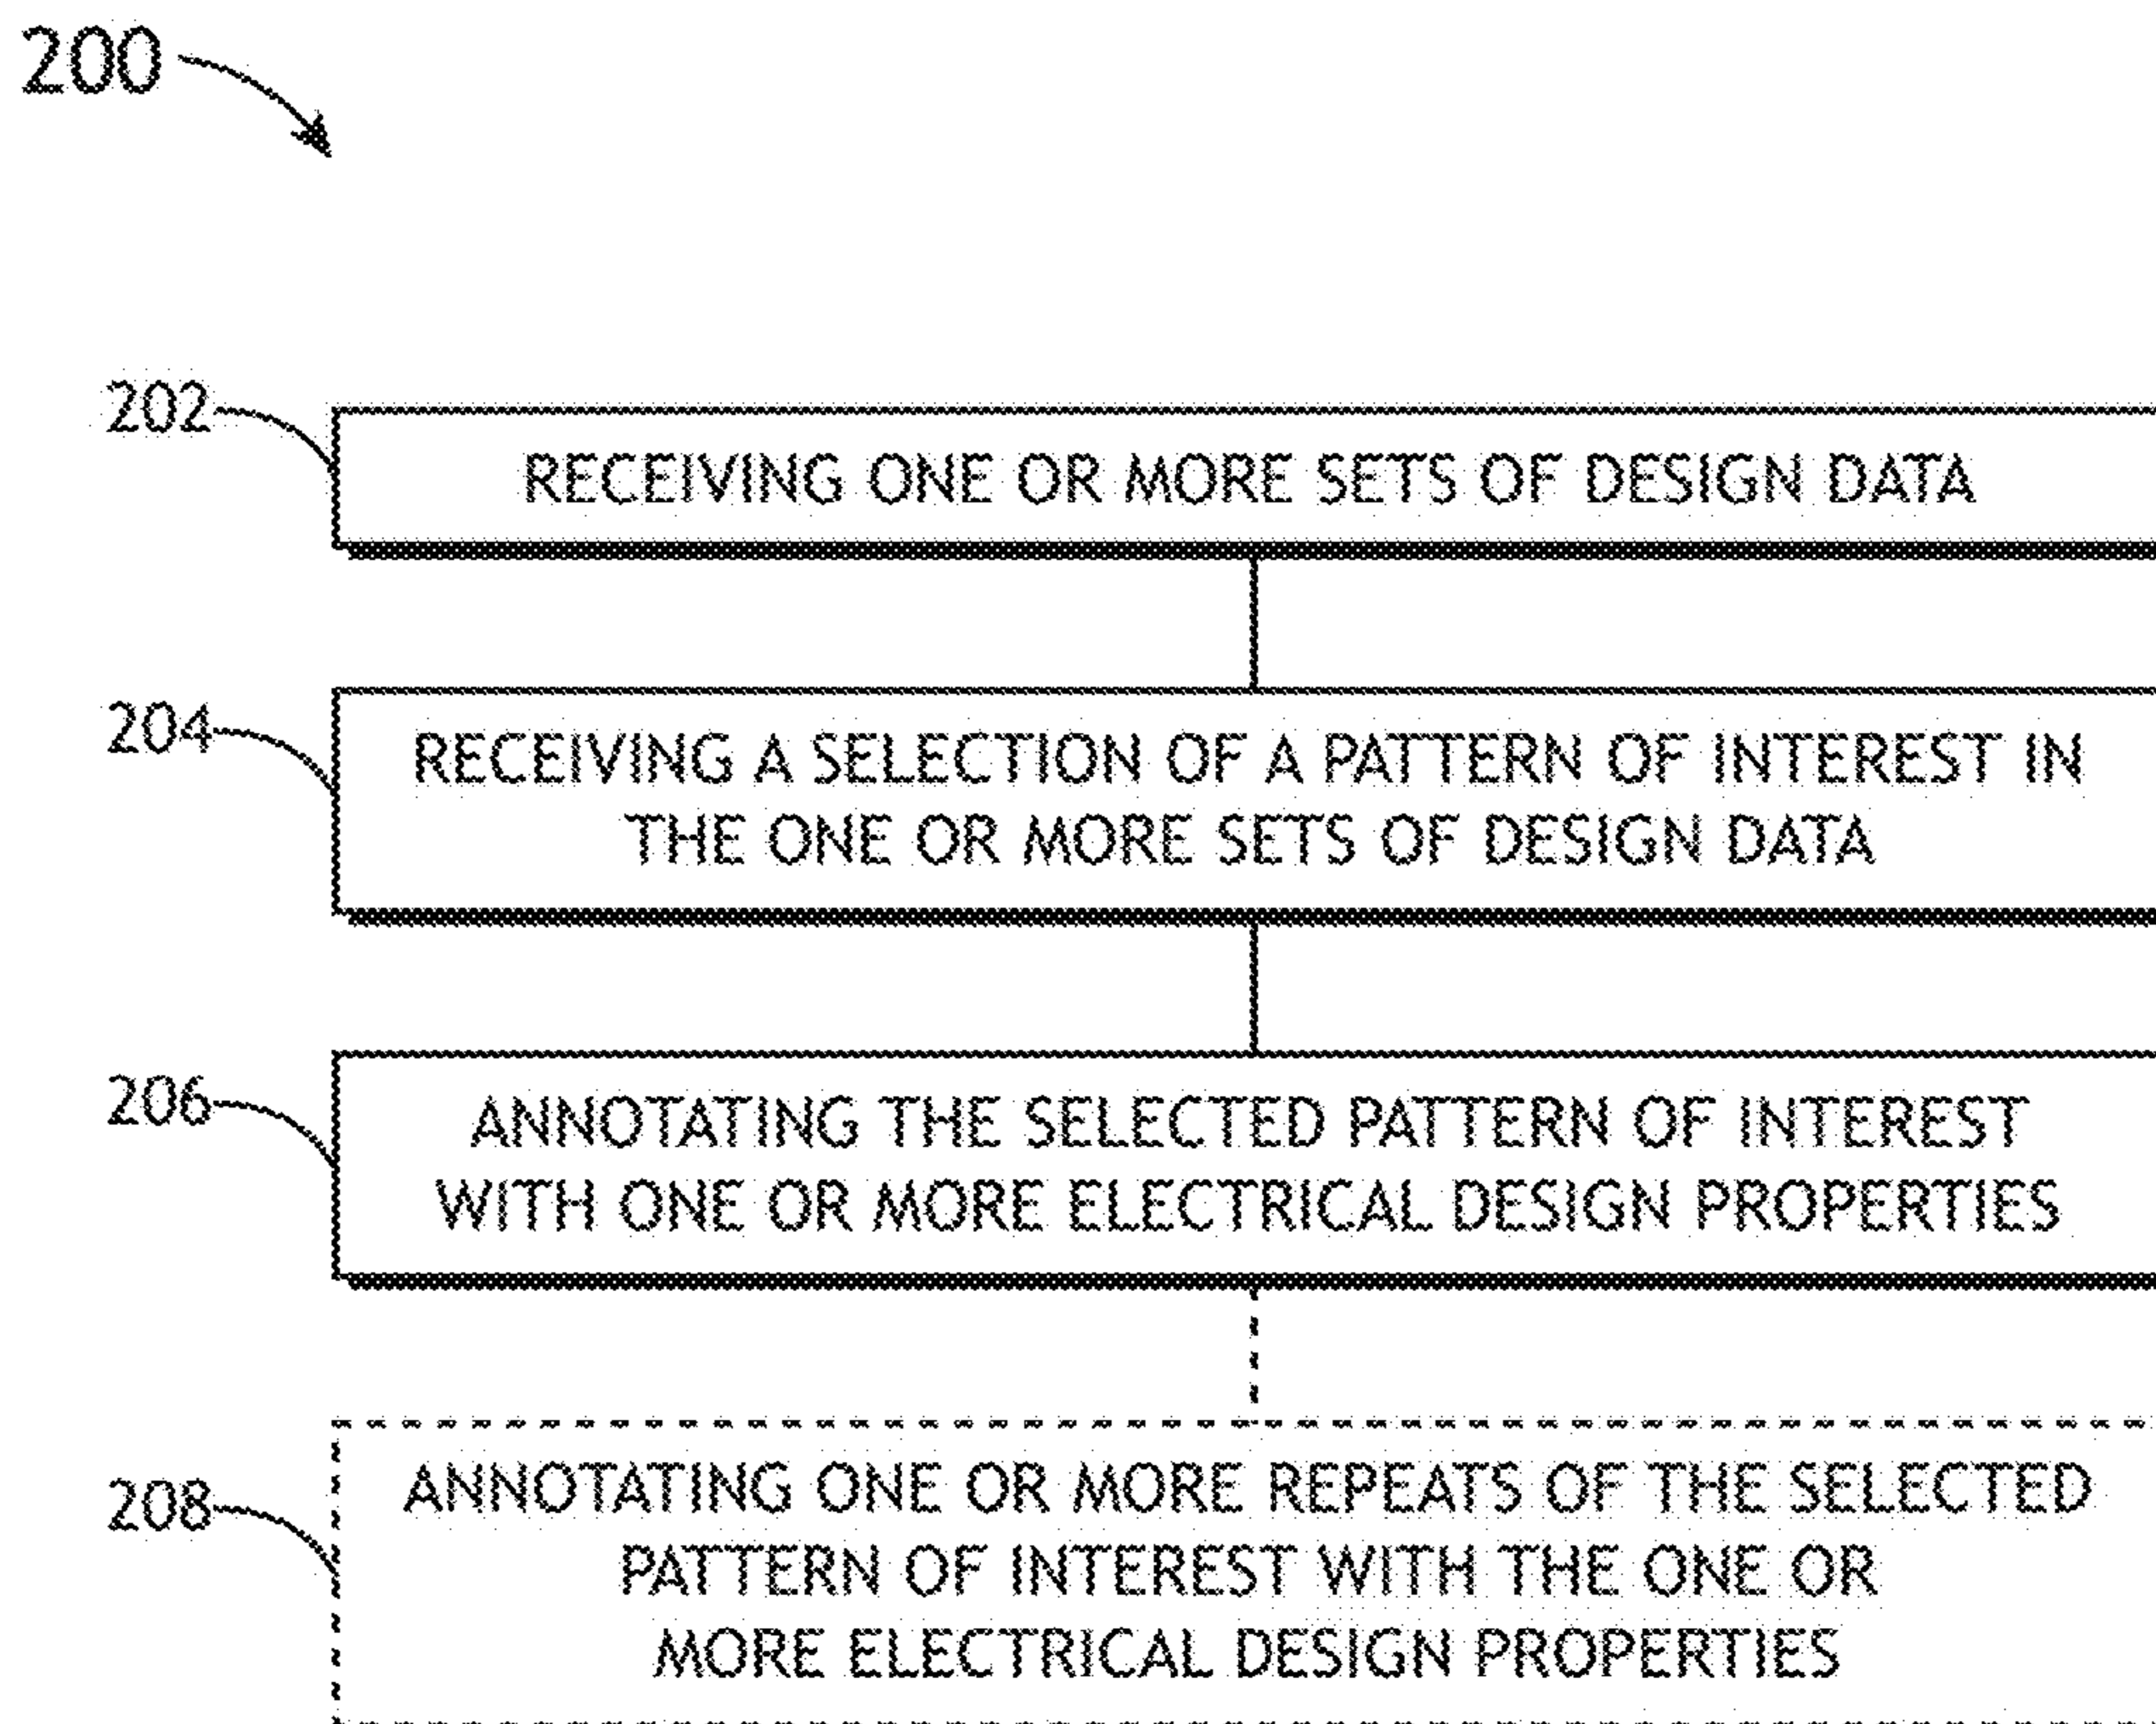 200
202
RECEIVING ONE OR MORE SETS OF DESIGN DATA
204
RECEIVING A SELECTION OF A PATTERN OF INTEREST IN
THE ONE OR MORE SETS OF DESIGN DATA
206
ANNOTATING THE SELECTED PATTERN OF INTEREST
WITH ONE OR MORE ELECTRICAL DESIGN PROPERTIES
208
ANNOTATING ONE OR MORE REPEATS OF THE SELECTED
PATTERN OF INTEREST WITH THE ONE OR
MORE ELECTRICAL DESIGN PROPERTIES